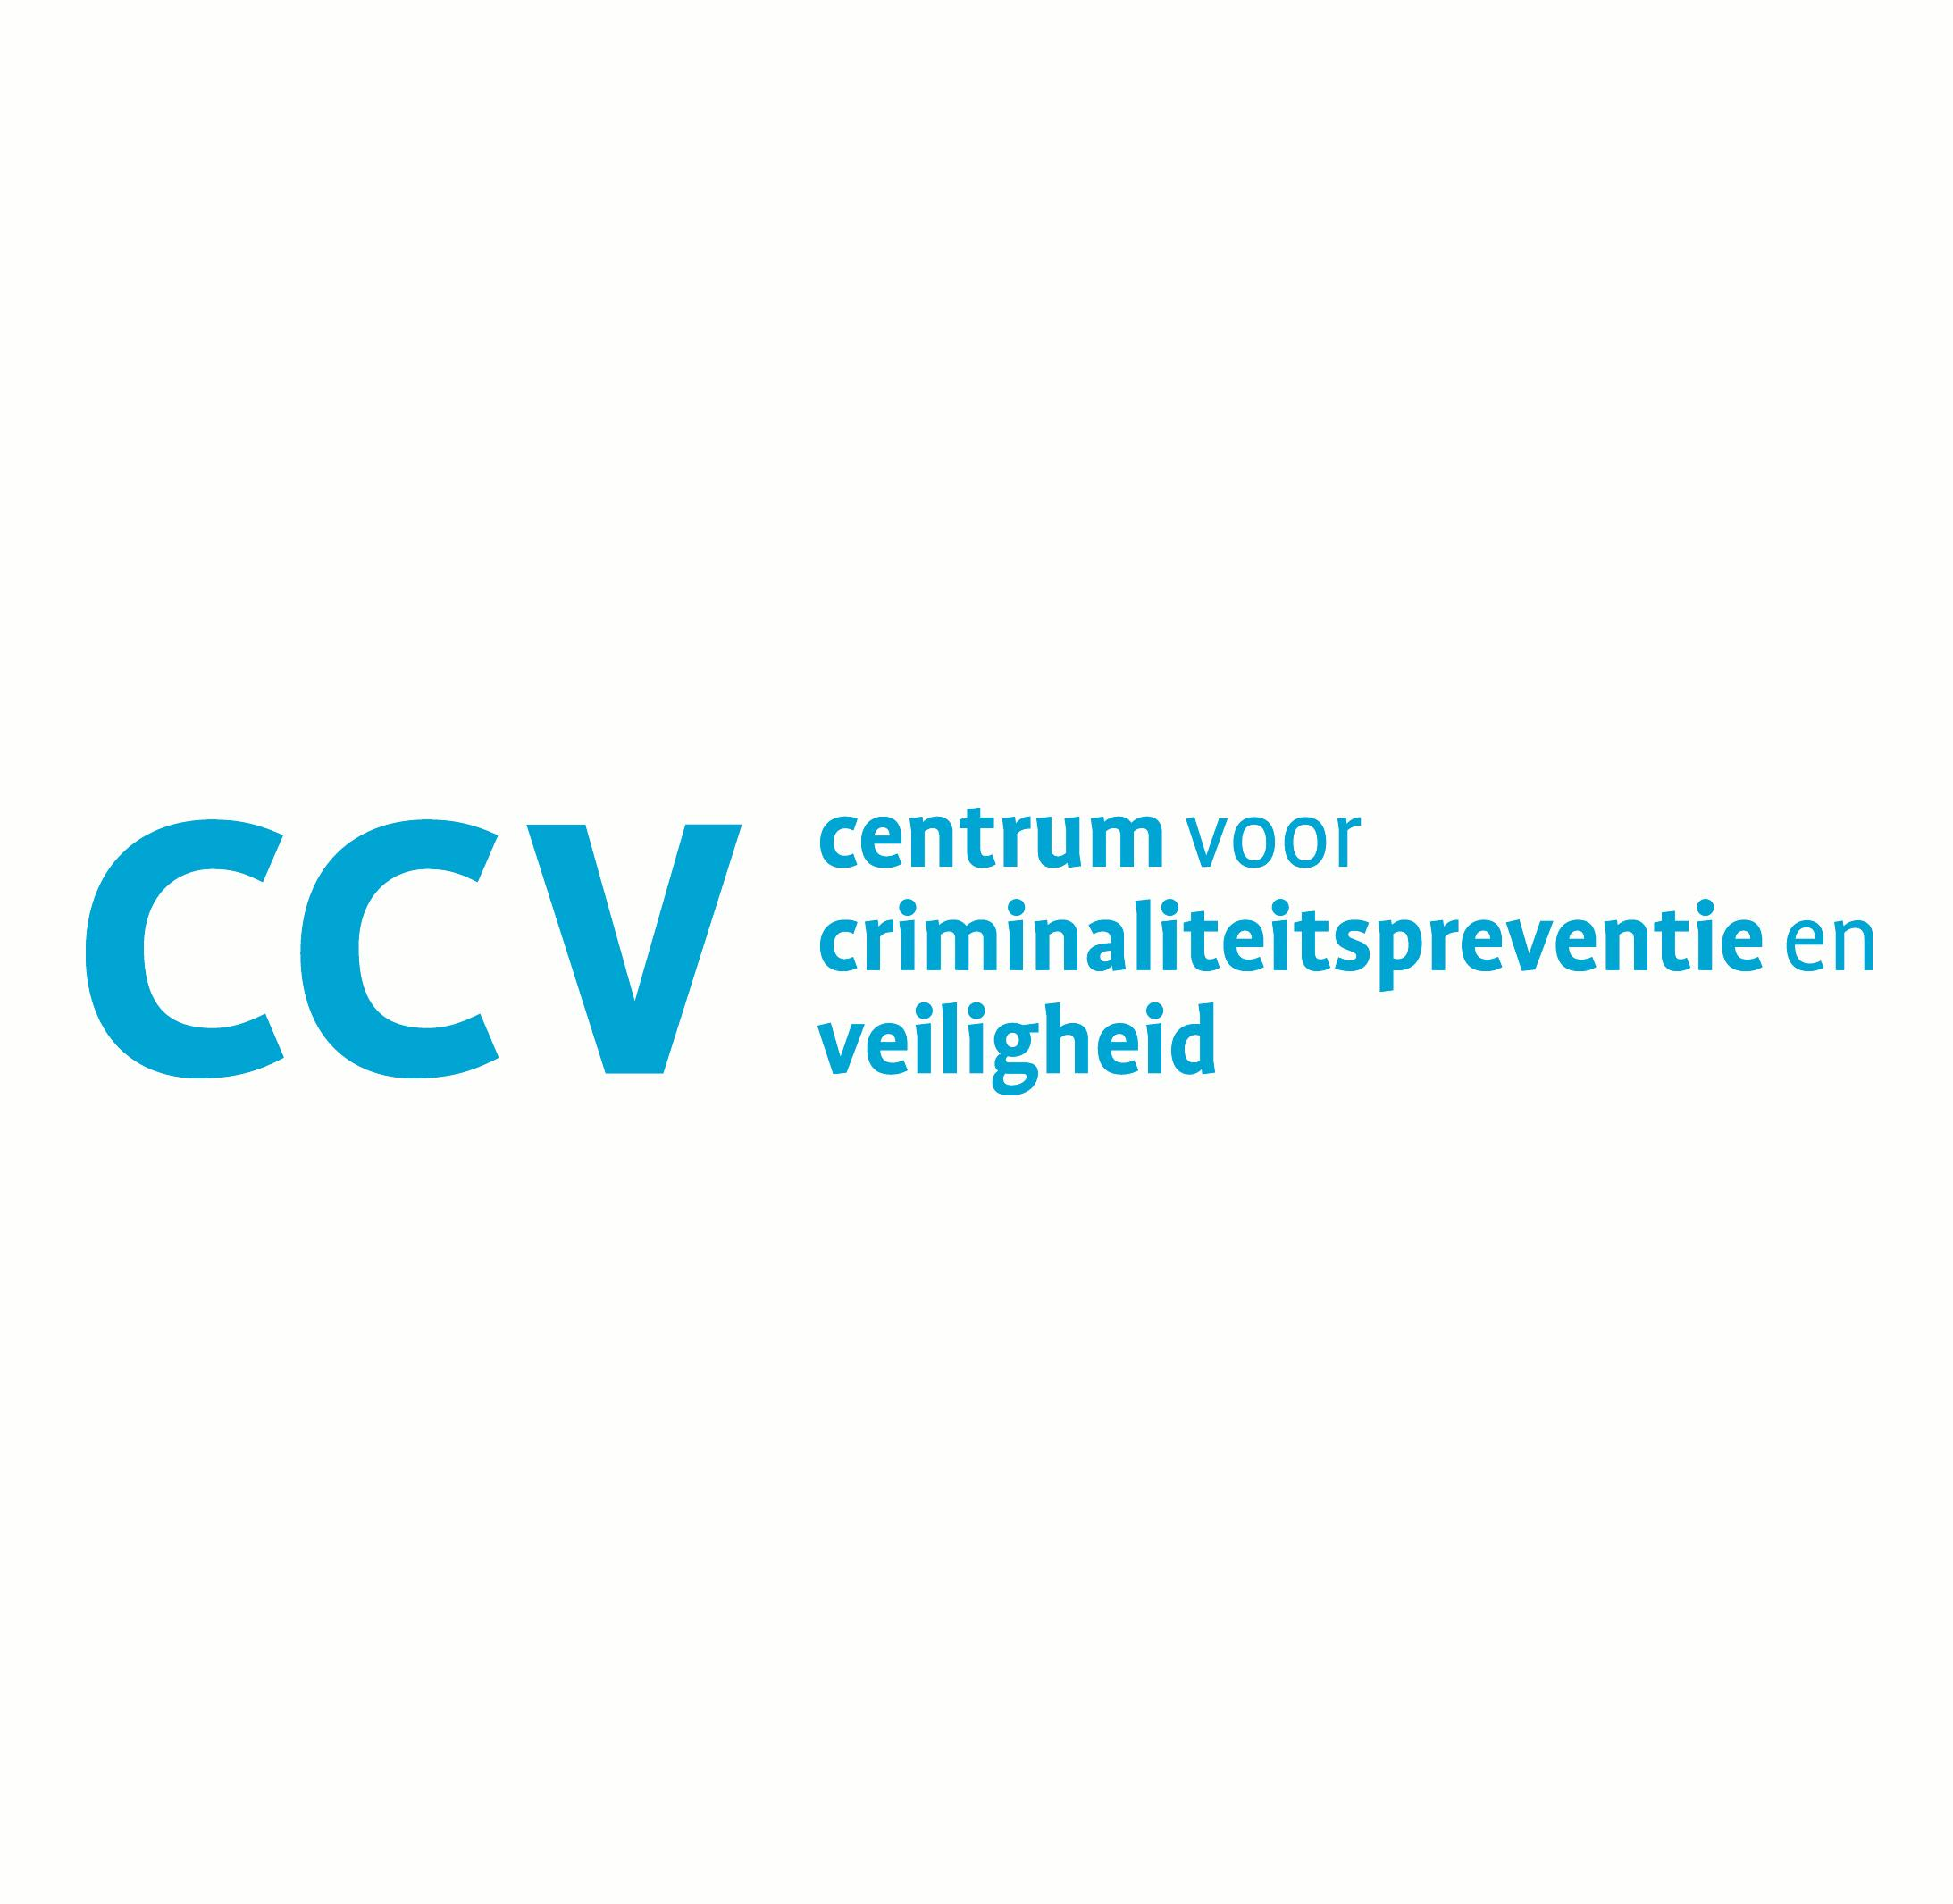 CCV
centrum voor
criminaliteitspreventie en
veiligheid